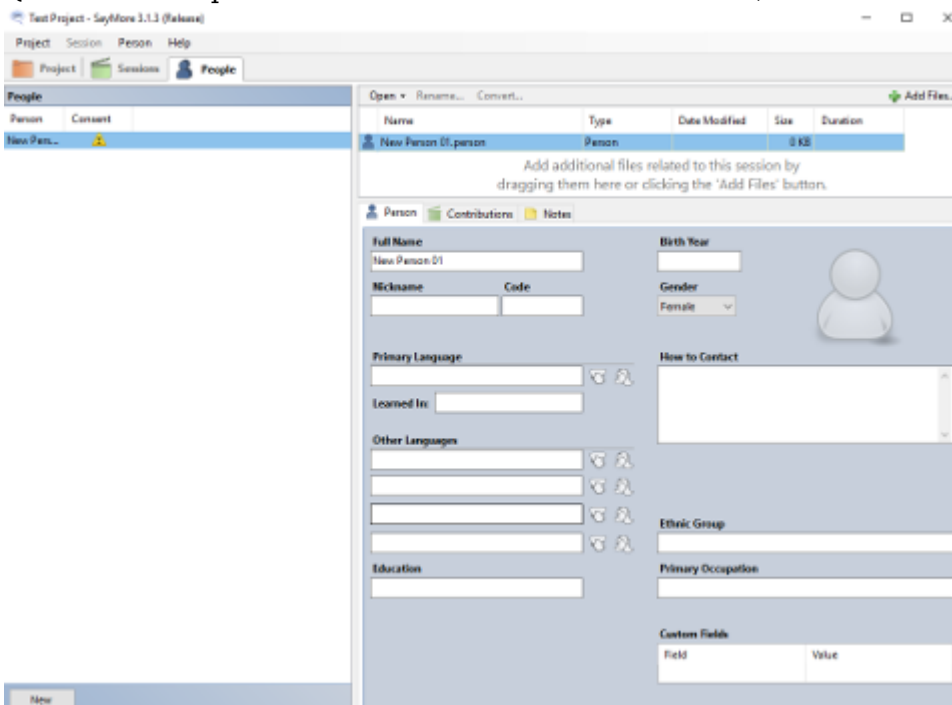 Test Project - SayMore 3.1.3 (Release)
Project Session Person Help
Project Sessions People
People
Person Consent
New Pers...
New
Open Rename... Convert... Add Files...
Name Type Date Modified Size Duration
New Person 01.person Person 0 KB
Add additional files related to this session by
dragging them here or clicking the 'Add Files' button.
Person Contributions Notes
Full Name Birth Year
New Person 01
Nickname Code Gender
Female
Primary Language How to Contact
Learned In:
Other Languages
Ethnic Group
Education Primary Occupation
Custom Fields
Field Value